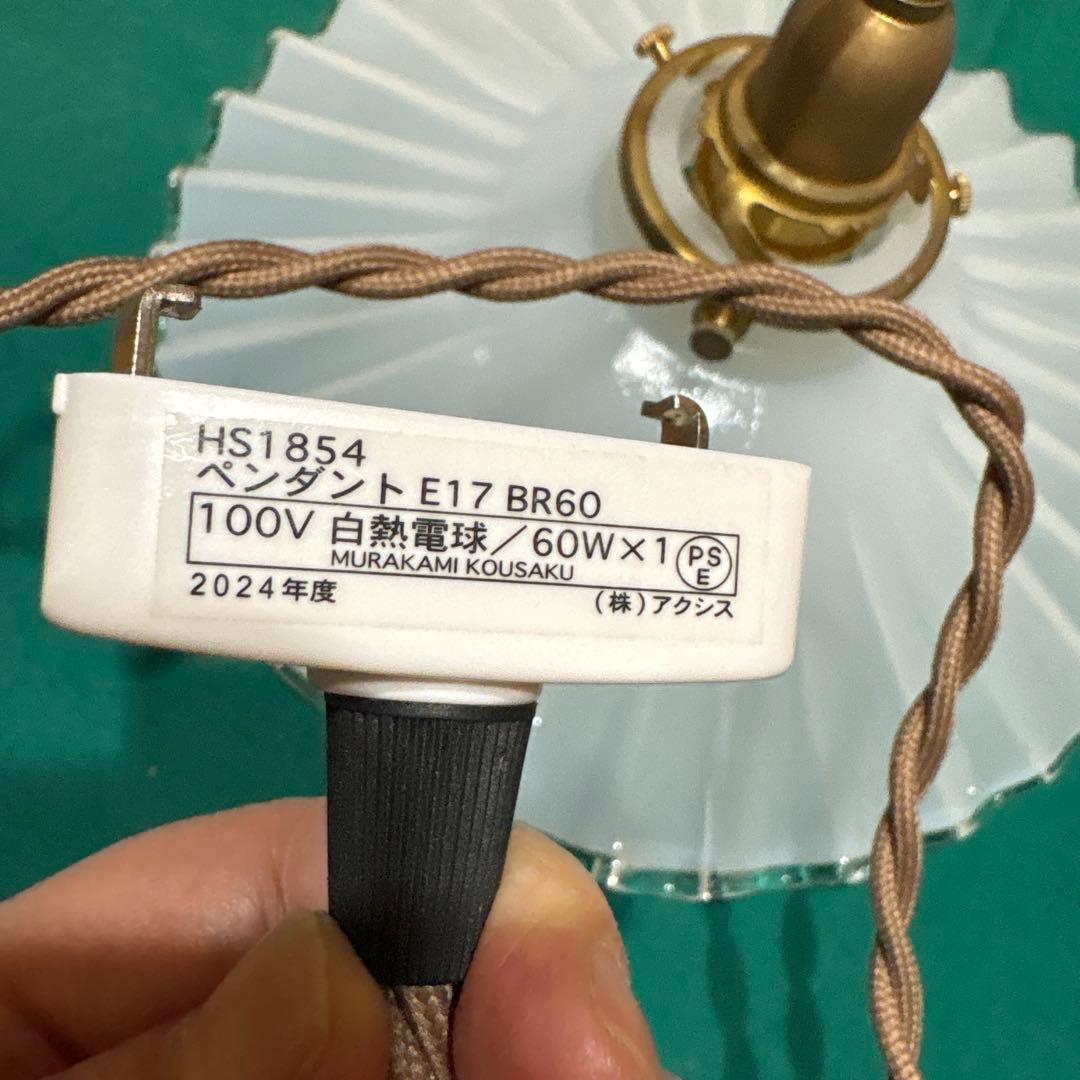 HS1854
ペンダント E17 BR60
100V 白熱電球/60W×1 PSE
MURAKAMI KOUSAKU
2024年度 (株)アクシス